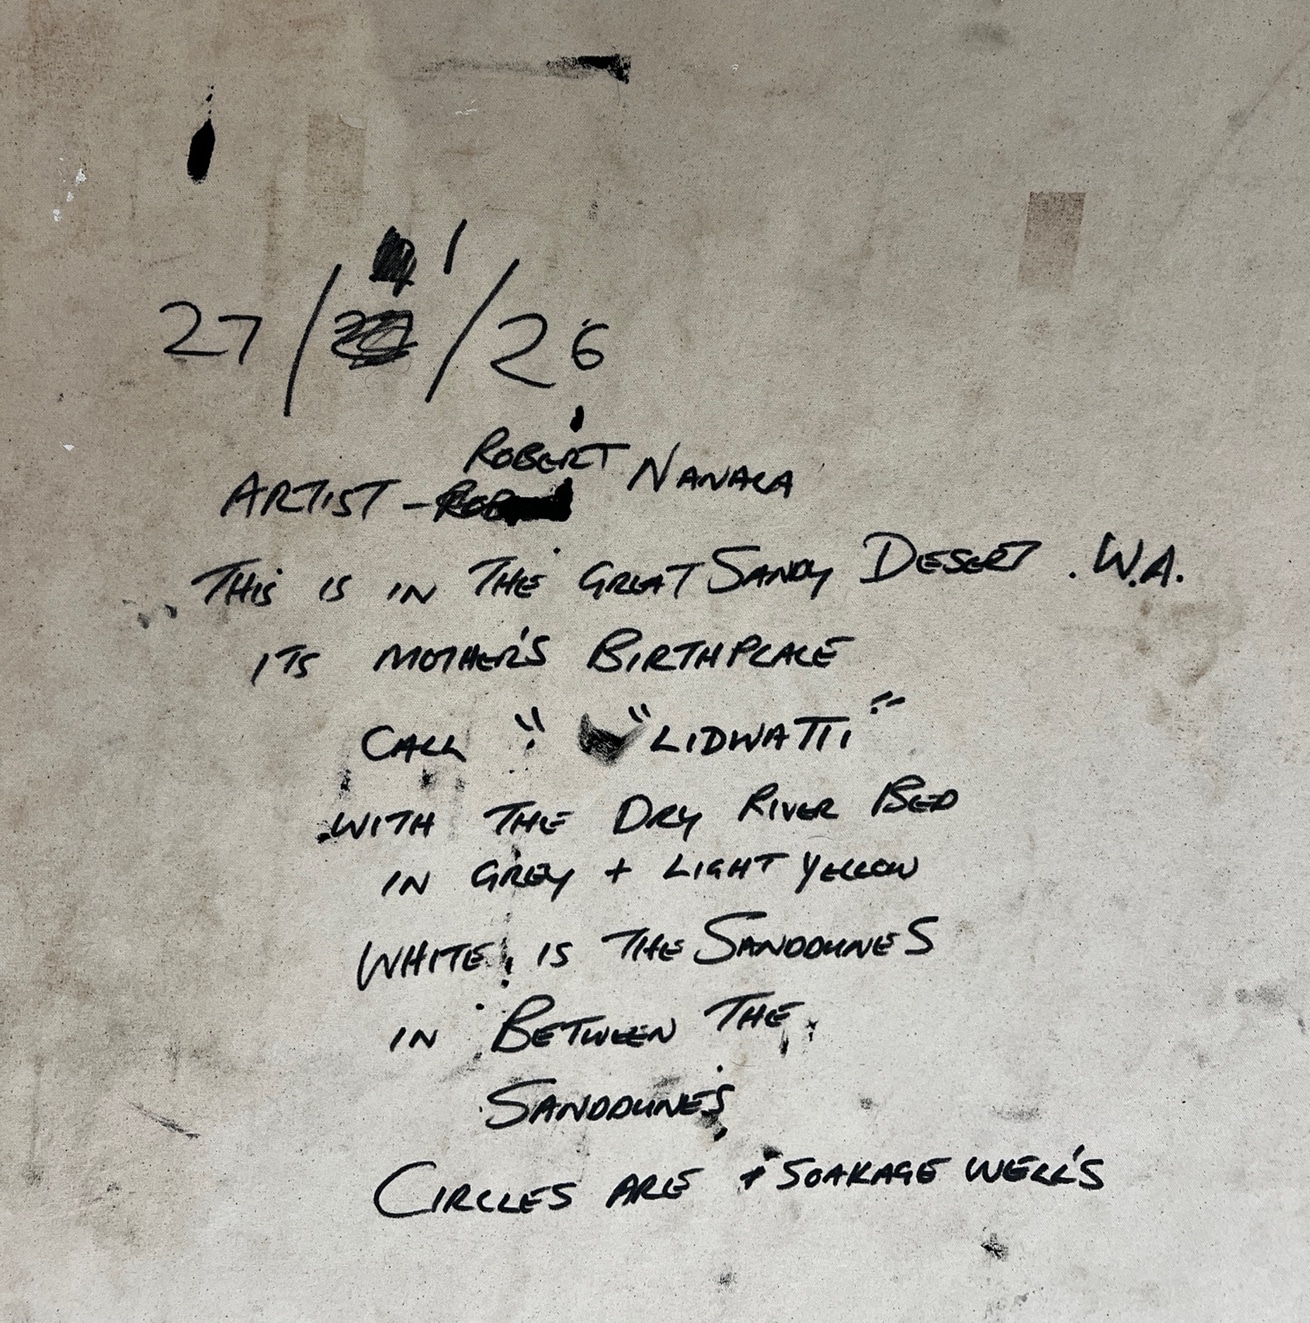 27/1/26
ARTIST - ROBERT NANALA
THIS IS IN THE GREAT SANDY DESERT. W.A.
ITS MOTHER'S BIRTHPLACE
CALL " "LIDWATTI"
WITH THE DRY RIVER BED
IN GREY + LIGHT YELLOW
WHITE IS THE SANDDUNES
IN BETWEEN THE
SANDDUNES
CIRCLES ARE SOAKAGE WELL'S